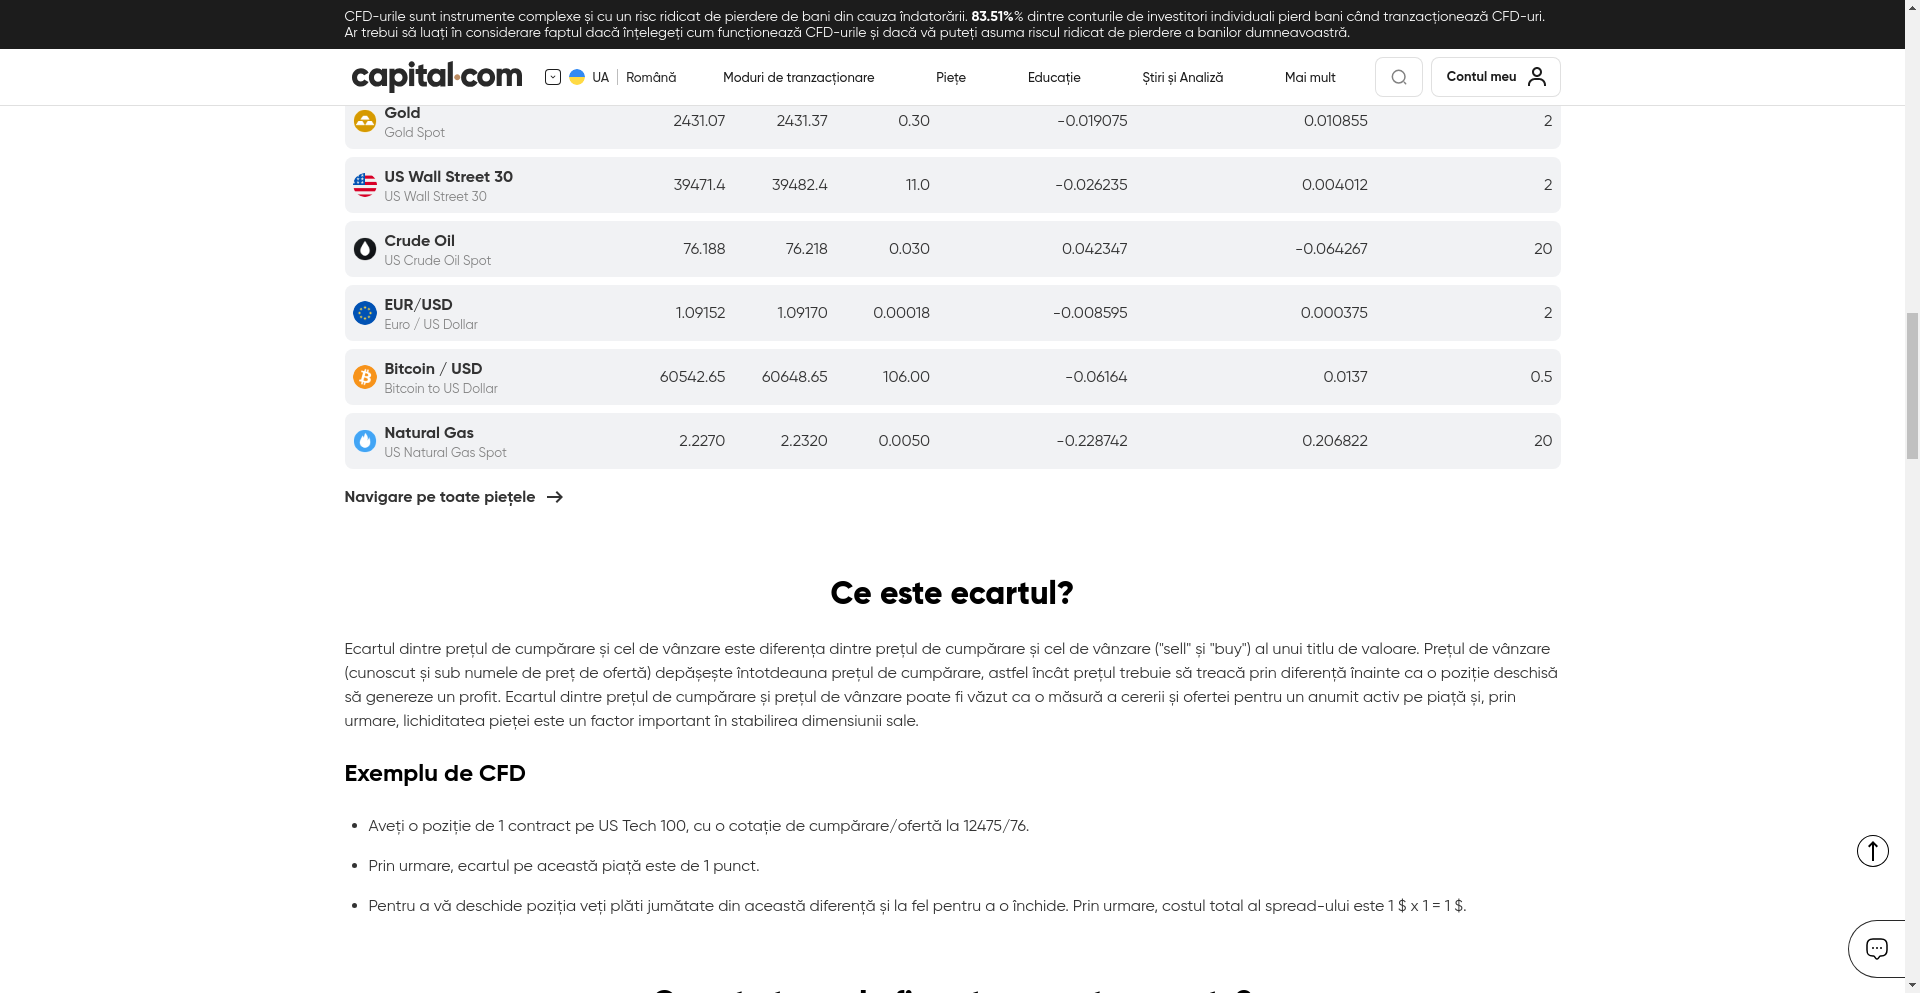 CFD-urile sunt instrumente complexe și cu un risc ridicat de pierdere de bani din cauza îndatorării. 83.51%% dintre conturile de investitori individuali pierd bani când tranzacționează CFD-uri.
Ar trebui să luați în considerare faptul dacă înțelegeți cum funcționează CFD-urile și dacă vă puteți asuma riscul ridicat de pierdere a banilor dumneavoastră.
capital.com UA Română Moduri de tranzacționare Piețe Educație Știri și Analiză Mai mult Contul meu
Gold
Gold Spot
2431.07 2431.37 0.30 -0.019075 0.010855 2
US Wall Street 30
US Wall Street 30
39471.4 39482.4 11.0 -0.026235 0.004012 2
Crude Oil
US Crude Oil Spot
76.188 76.218 0.030 0.042347 -0.064267 20
EUR/USD
Euro / US Dollar
1.09152 1.09170 0.00018 -0.008595 0.000375 2
Bitcoin / USD
Bitcoin to US Dollar
60542.65 60648.65 106.00 -0.06164 0.0137 0.5
Natural Gas
US Natural Gas Spot
2.2270 2.2320 0.0050 -0.228742 0.206822 20
Navigare pe toate piețele
Ce este ecartul?
Ecartul dintre prețul de cumpărare și cel de vânzare este diferența dintre prețul de cumpărare și cel de vânzare ("sell" și "buy") al unui titlu de valoare. Prețul de vânzare
(cunoscut și sub numele de preț de ofertă) depășește întotdeauna prețul de cumpărare, astfel încât prețul trebuie să treacă prin diferență înainte ca o poziție deschisă
să genereze un profit. Ecartul dintre prețul de cumpărare și prețul de vânzare poate fi văzut ca o măsură a cererii și ofertei pentru un anumit activ pe piață și, prin
urmare, lichiditatea pieței este un factor important în stabilirea dimensiunii sale.
Exemplu de CFD
• Aveți o poziție de 1 contract pe US Tech 100, cu o cotație de cumpărare/ofertă la 12475/76.
• Prin urmare, ecartul pe această piață este de 1 punct.
• Pentru a vă deschide poziția veți plăti jumătate din această diferență și la fel pentru a o închide. Prin urmare, costul total al spread-ului este 1 $ x 1 = 1 $.